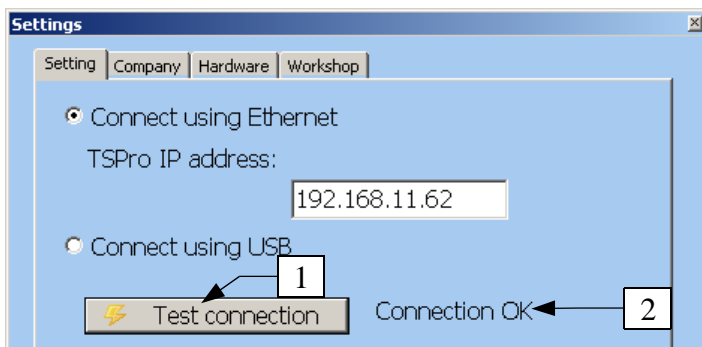 Settings
Setting Company Hardware Workshop
Connect using Ethernet
TSPro IP address:
192.168.11.62
Connect using USB
1
Test connection Connection OK 2